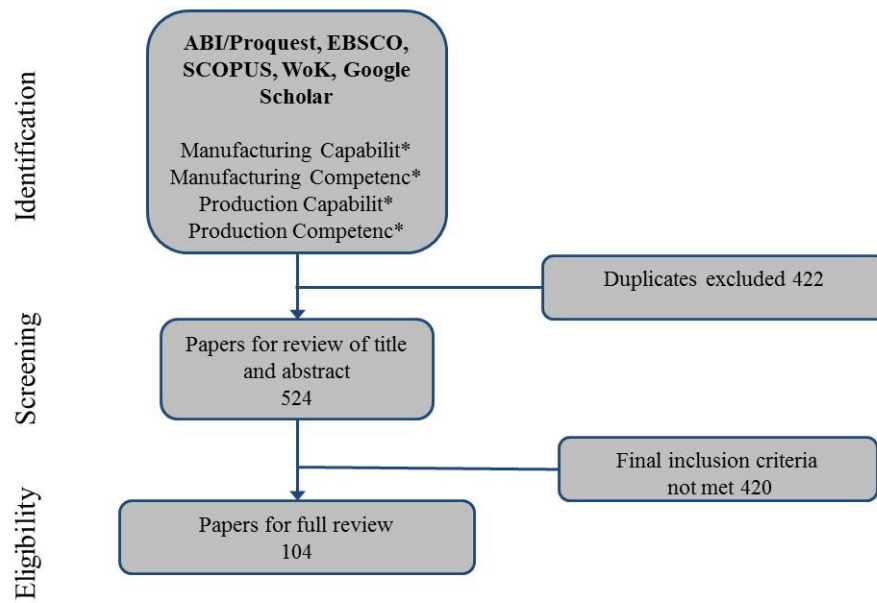 Identification
ABI/Proquest, EBSCO,
SCOPUS, WoK, Google
Scholar
Manufacturing Capabilit*
Manufacturing Competenc*
Production Capabilit*
Production Competenc*
Duplicates excluded 422
Screening
Papers for review of title
and abstract
524
Final inclusion criteria
not met 420
Eligibility
Papers for full review
104